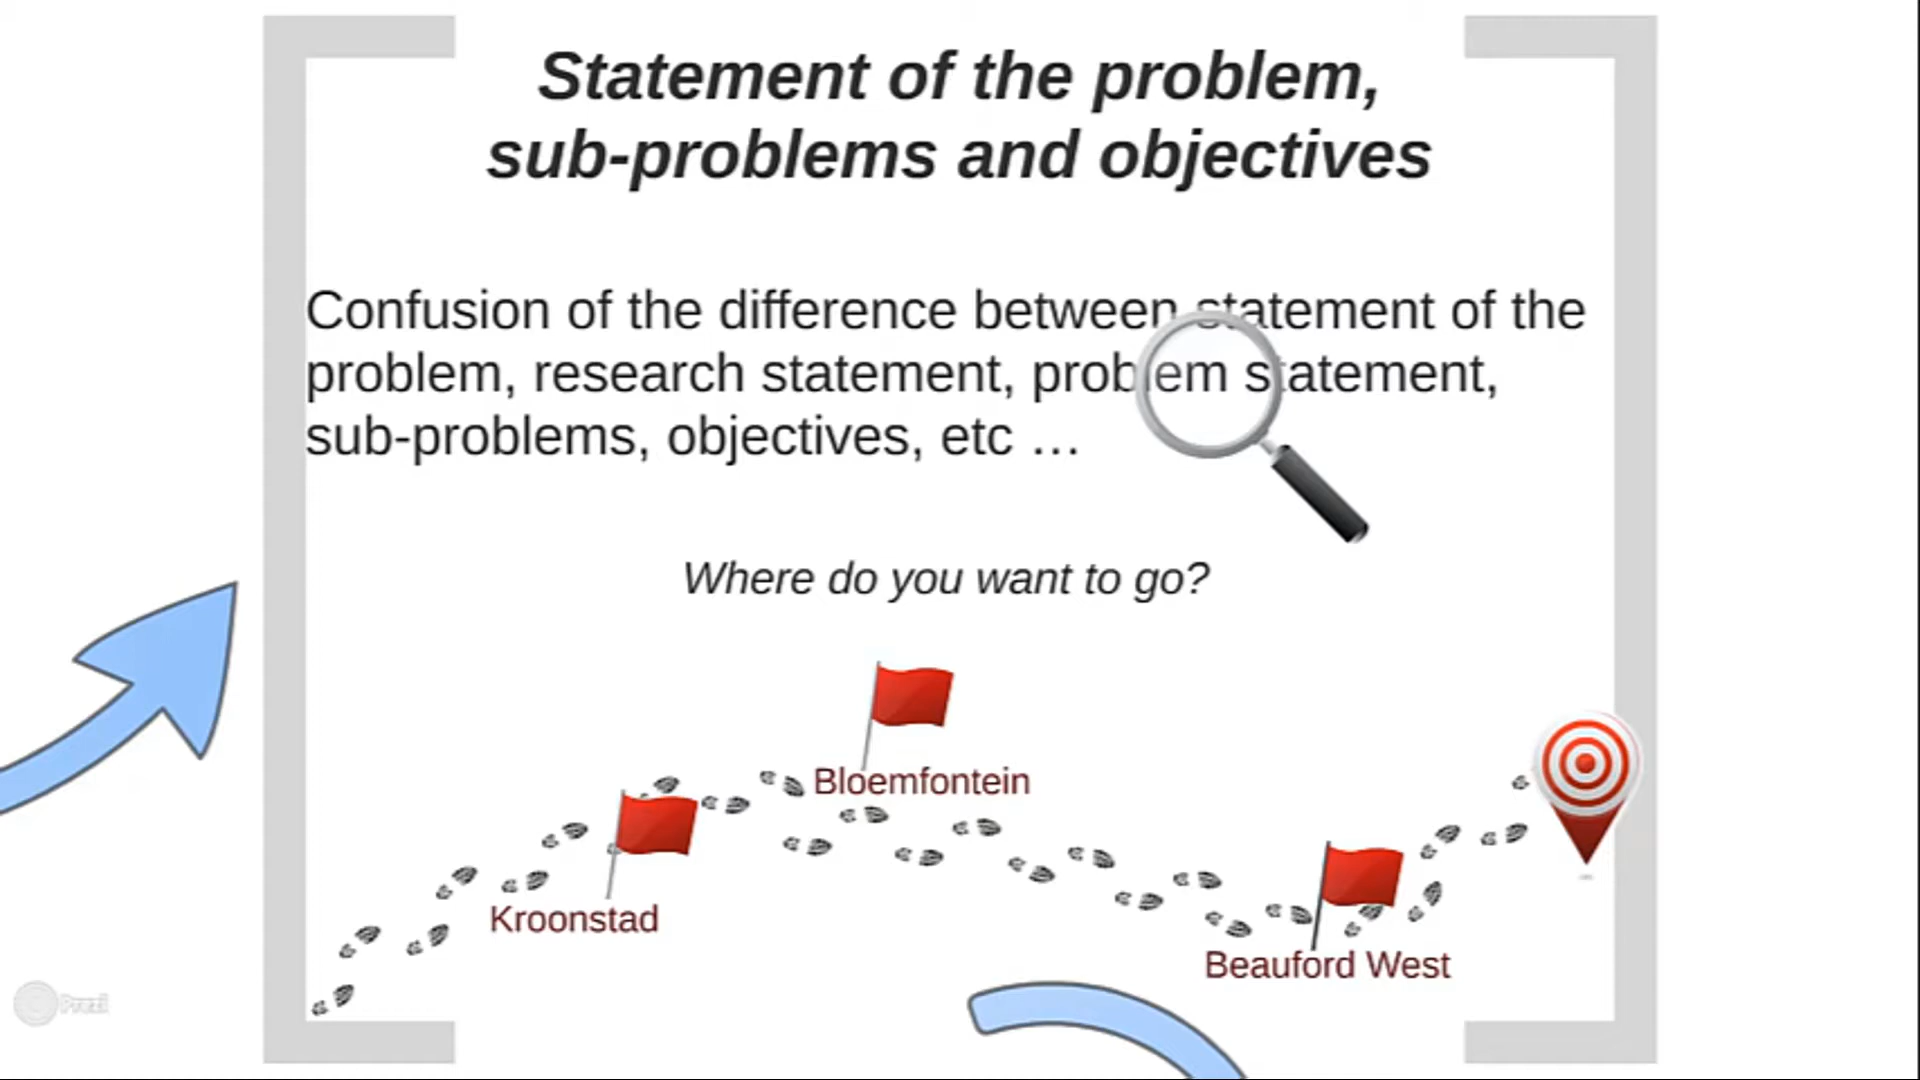 Statement of the problem,
sub-problems and objectives
Confusion of the difference between statement of the
problem, research statement, problem statement,
sub-problems, objectives, etc …
Where do you want to go?
Bloemfontein
Kroonstad
Beauford West
Prezi